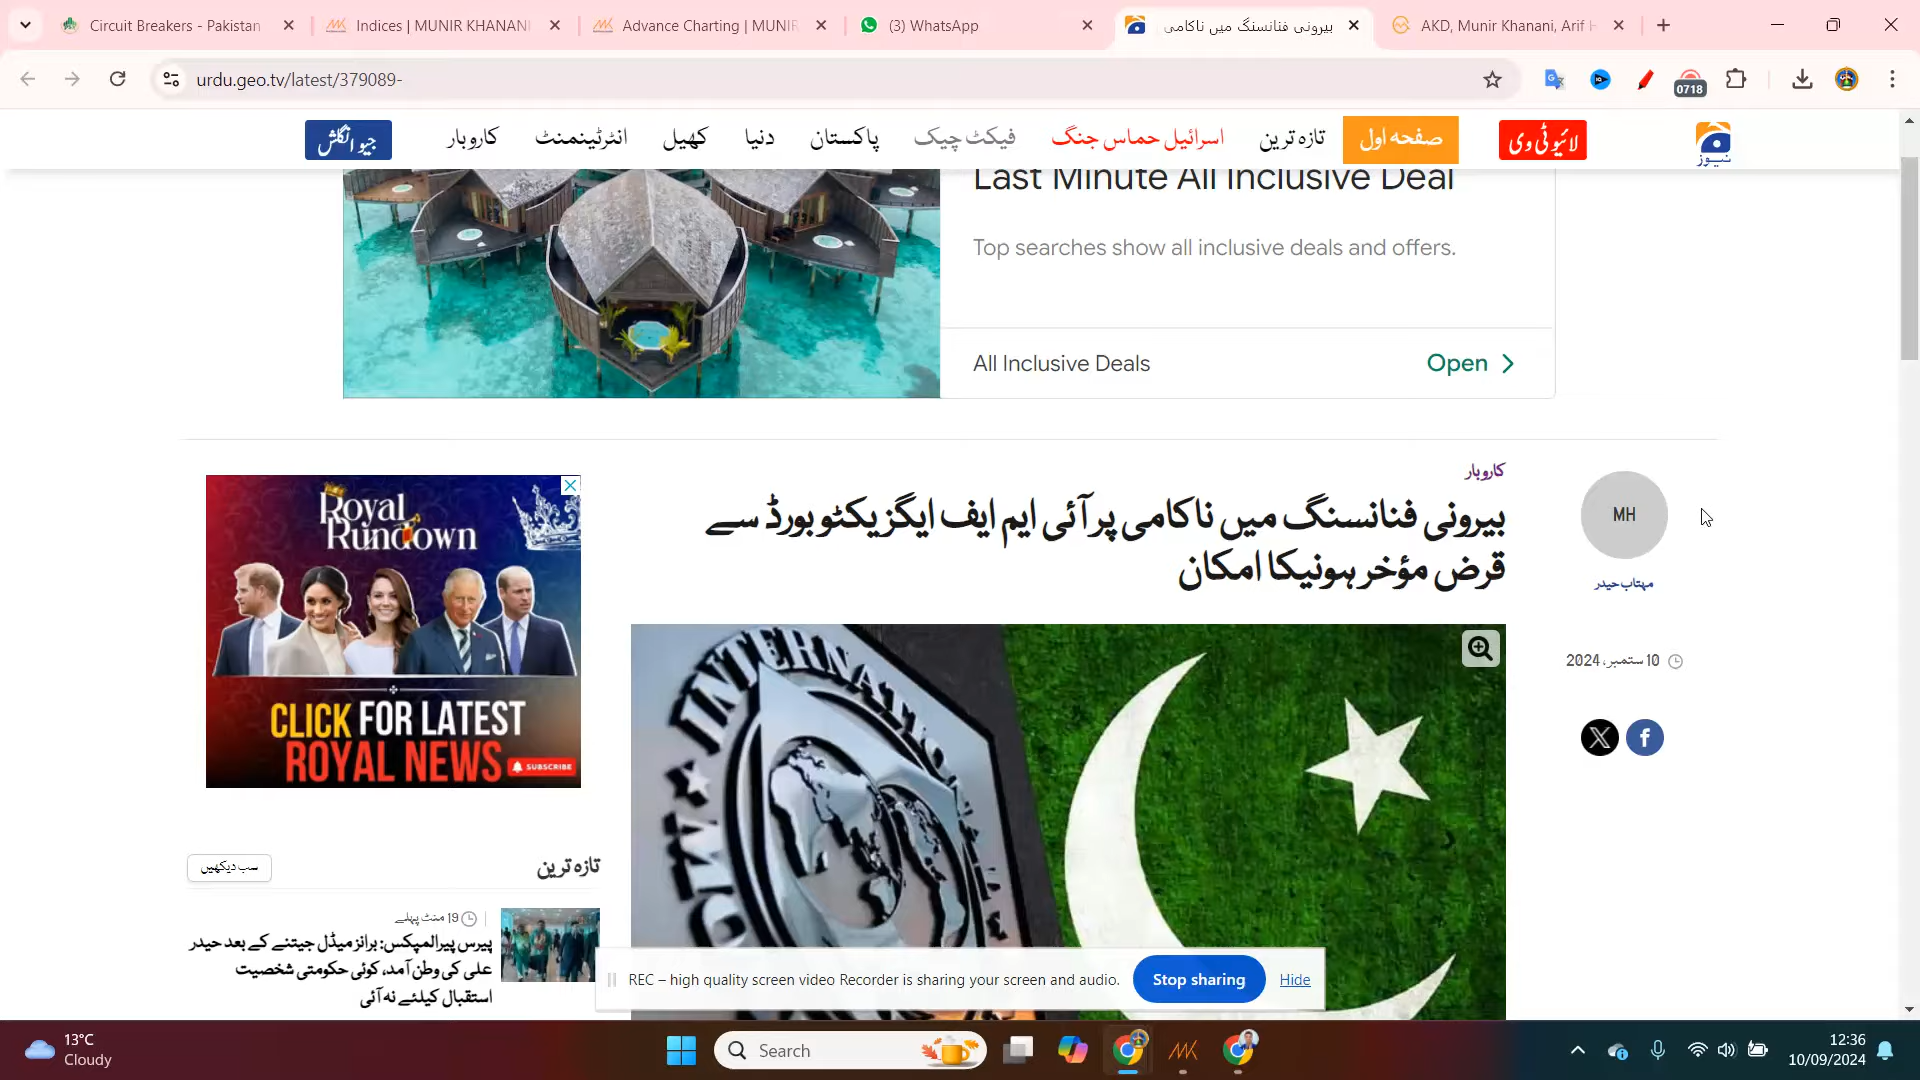 Circuit Breakers - Pakistan
Indices | MUNIR KHANANI
Advance Charting | MUNIR
(3) WhatsApp
بیرونی فنانسنگ میں ناکامی
AKD, Munir Khanani, Arif H
urdu.geo.tv/latest/379089-
0718
جیو انگلش
کاروبار
انٹرٹینمنٹ
کھیل
دنیا
پاکستان
فیکٹ چیک
اسرائیل حماس جنگ
تازہ ترین
صفحہ اول
لائیو ٹی وی
نیوز
Last Minute All Inclusive Deal
Top searches show all inclusive deals and offers.
All Inclusive Deals
Open
کاروبار
بیرونی فنانسنگ میں ناکامی پر آئی ایم ایف ایگزیکٹو بورڈ سے
قرض مؤخر ہونیکا امکان
MH
مہتاب حیدر
10 ستمبر، 2024
Royal
Rundown
CLICK FOR LATEST
ROYAL NEWS
SUBSCRIBE
INTERNATIONAL
تازہ ترین
سب دیکھیں
19 منٹ پہلے
پیرس پیرالمپکس: برانز میڈل جیتنے کے بعد حیدر
علی کی وطن آمد، کوئی حکومتی شخصیت
استقبال کیلئے نہ آئی
REC – high quality screen video Recorder is sharing your screen and audio.
Stop sharing
Hide
13°C
Cloudy
Search
12:36
10/09/2024